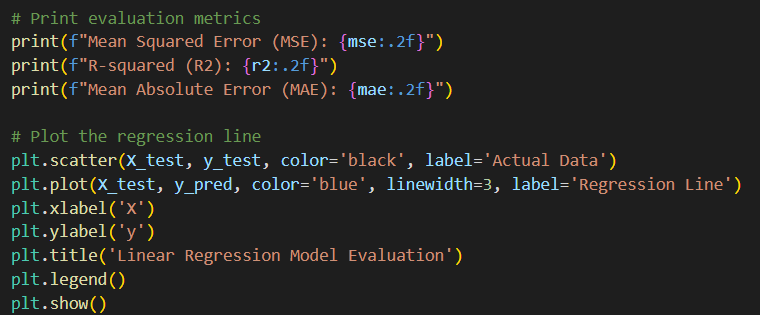 # Print evaluation metrics
print(f"Mean Squared Error (MSE): {mse:.2f}")
print(f"R-squared (R2): {r2:.2f}")
print(f"Mean Absolute Error (MAE): {mae:.2f}")

# Plot the regression line
plt.scatter(X_test, y_test, color='black', label='Actual Data')
plt.plot(X_test, y_pred, color='blue', linewidth=3, label='Regression Line')
plt.xlabel('X')
plt.ylabel('y')
plt.title('Linear Regression Model Evaluation')
plt.legend()
plt.show()